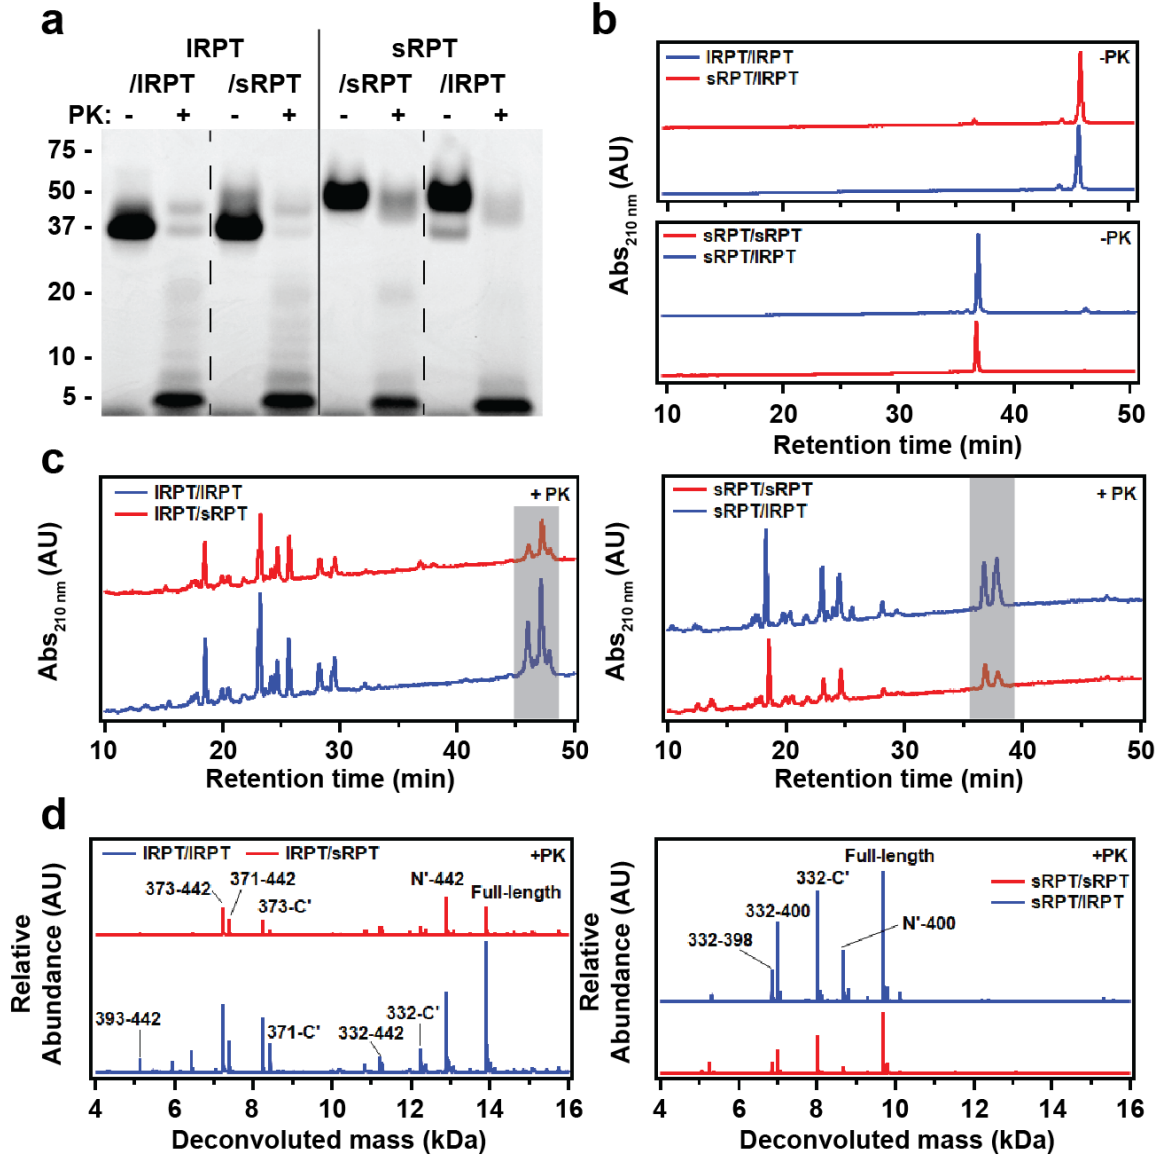 a
lRPT sRPT
/lRPT /sRPT /sRPT /lRPT
PK: - + - + - + - +
75 -
50 -
37 -
20 -
10 -
5 -
b
lRPT/lRPT
sRPT/lRPT
-PK
sRPT/sRPT
sRPT/lRPT
-PK
Abs210 nm (AU)
10 20 30 40 50
Retention time (min)
c
lRPT/lRPT
lRPT/sRPT
+ PK
Abs210 nm (AU)
10 20 30 40 50
Retention time (min)
sRPT/sRPT
sRPT/lRPT
+ PK
Abs210 nm (AU)
10 20 30 40 50
Retention time (min)
d
lRPT/lRPT lRPT/sRPT +PK
373-442
371-442
373-C'
N'-442
Full-length
393-442
371-C'
332-442
332-C'
Relative
Abundance (AU)
4 6 8 10 12 14 16
Deconvoluted mass (kDa)
Full-length +PK
sRPT/sRPT
sRPT/lRPT
332-C'
332-400
332-398
N'-400
Relative
Abundance (AU)
4 6 8 10 12 14 16
Deconvoluted mass (kDa)